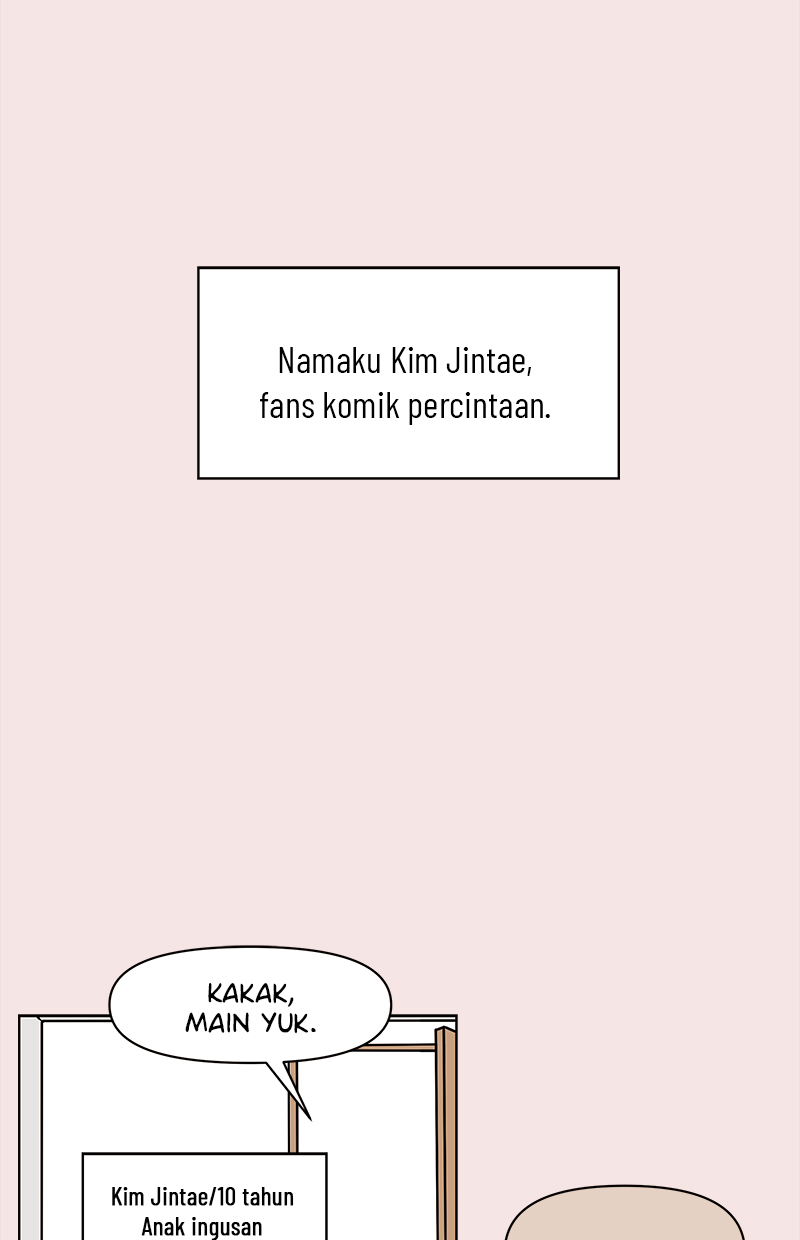 Namaku Kim Jintae,
fans komik percintaan.
KAKAK,
MAIN YUK.
Kim Jintae/10 tahun
Anak ingusan